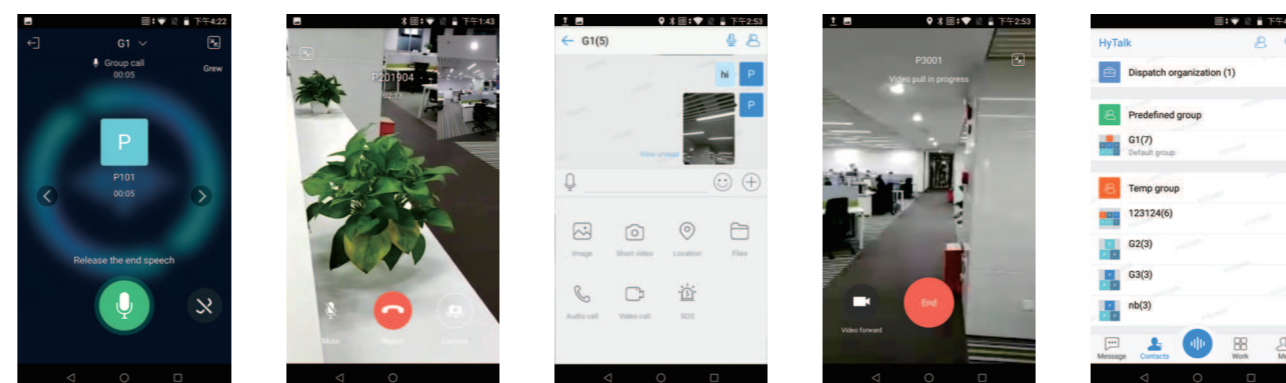 下午4:22
G1
Group call
00:05
Grew
P
P101
00:05
Release the end speech
下午1:43
P201904
Mute
下午2:53
G1(5)
hi
P
P
View unread
Image
Short video
Location
Files
Audio call
Video call
SOS
下午2:53
P3001
Video pull in progress
End
Video forward
HyTalk
Dispatch organization (1)
Predefined group
G1(7)
Default group
Temp group
123124(6)
G2(3)
G3(3)
nb(3)
Message
Contacts
Work